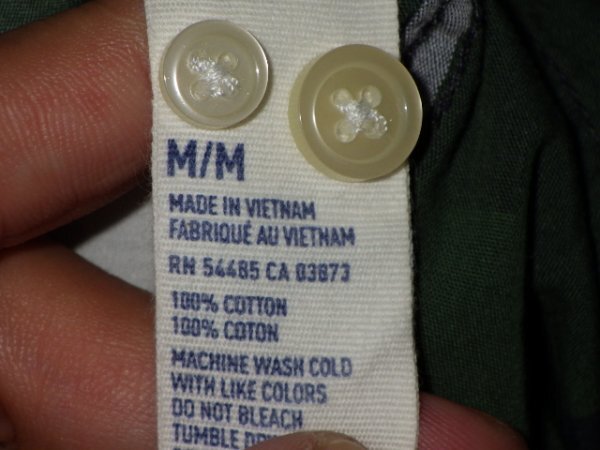 M/M
MADE IN VIETNAM
FABRIQUÉ AU VIETNAM
RN 54485 CA 03873
100% COTTON
100% COTON
MACHINE WASH COLD
WITH LIKE COLORS
DO NOT BLEACH
TUMBLE